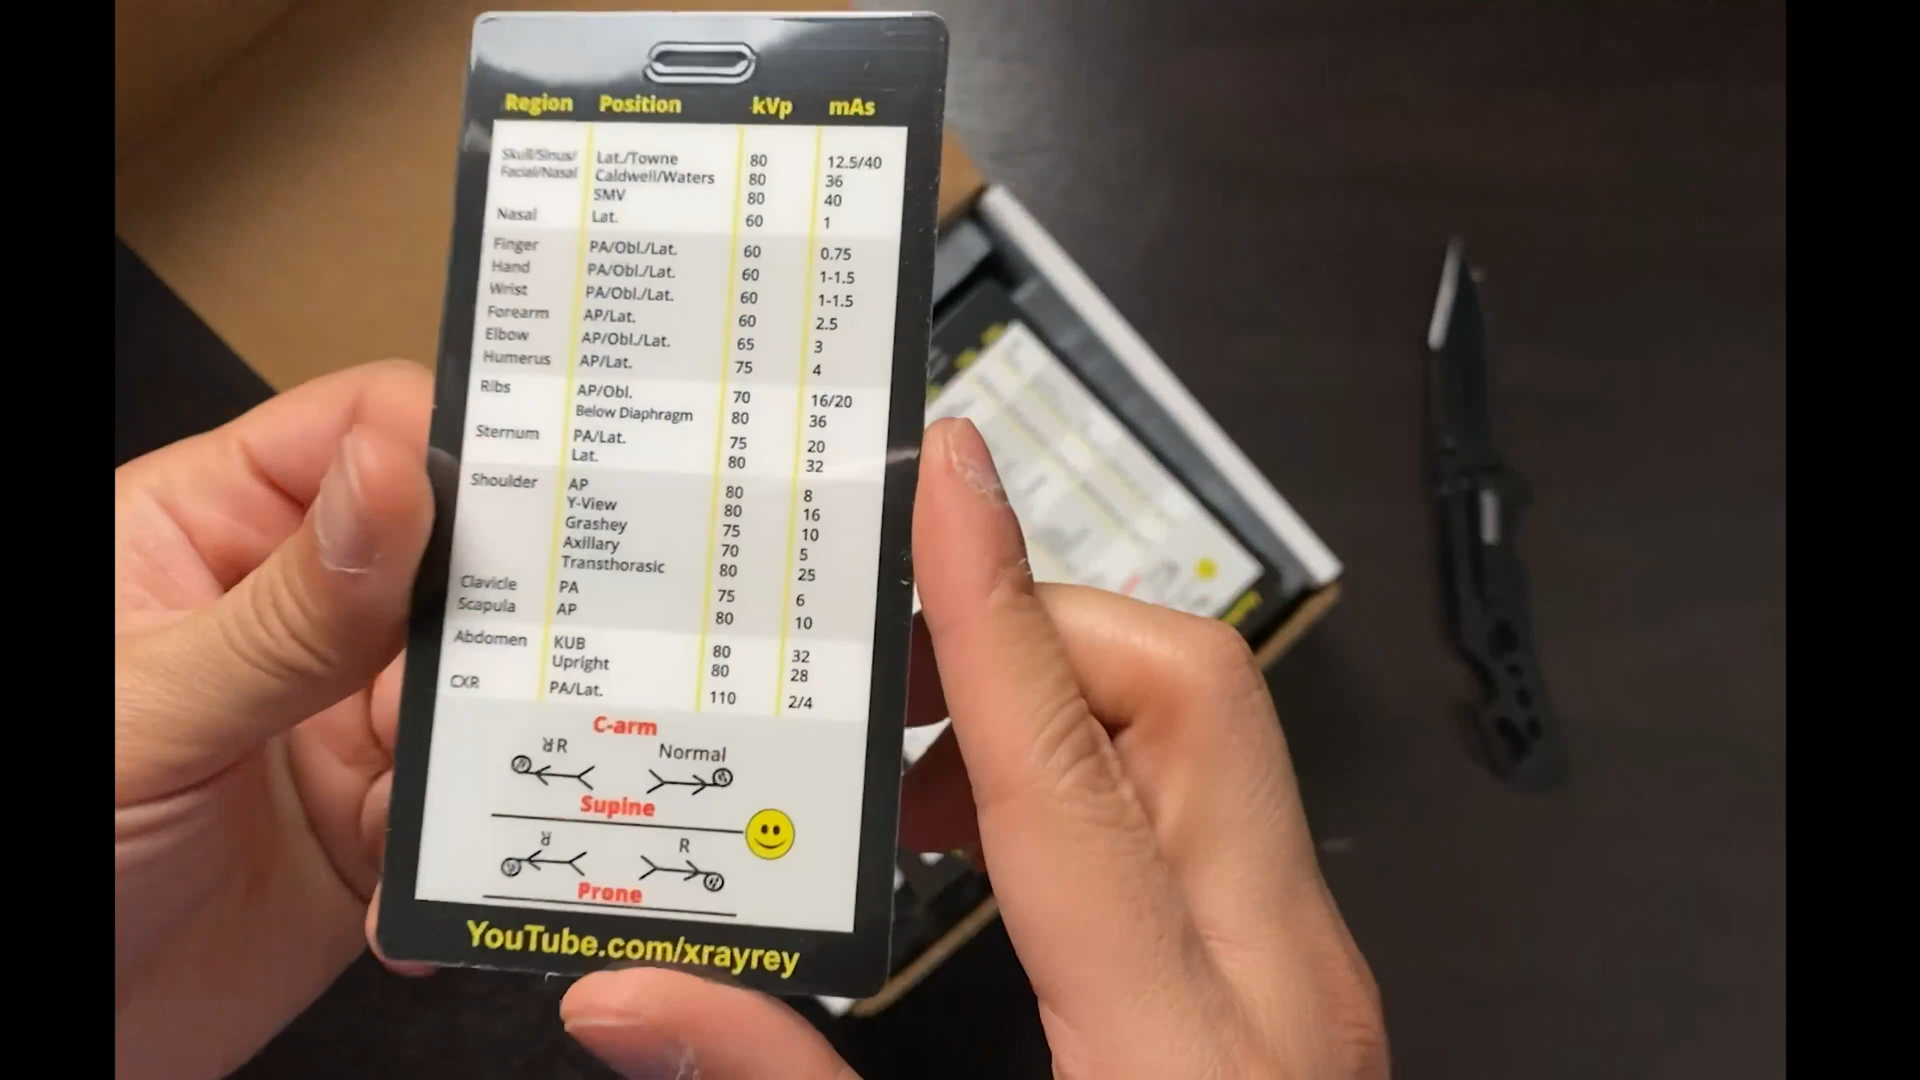 Region Position kVp mAs
Skull/Sinus/ Lat./Towne 80 12.5/40
Facial/Nasal Caldwell/Waters 80 36
SMV 80 40
Nasal Lat. 60 1
Finger PA/Obl./Lat. 60 0.75
Hand PA/Obl./Lat. 60 1-1.5
Wrist PA/Obl./Lat. 60 1-1.5
Forearm AP/Lat. 60 2.5
Elbow AP/Obl./Lat. 65 3
Humerus AP/Lat. 75 4
Ribs AP/Obl. 70 16/20
Below Diaphragm 80 36
Sternum PA/Lat. 75 20
Lat. 80 32
Shoulder AP 80 8
Y-View 80 16
Grashey 75 10
Axillary 70 5
Transthorasic 80 25
Clavicle PA 75 6
Scapula AP 80 10
Abdomen KUB 80 32
Upright 80 28
CXR PA/Lat. 110 2/4
C-arm
R Normal
Supine
R R
Prone
YouTube.com/xrayrey